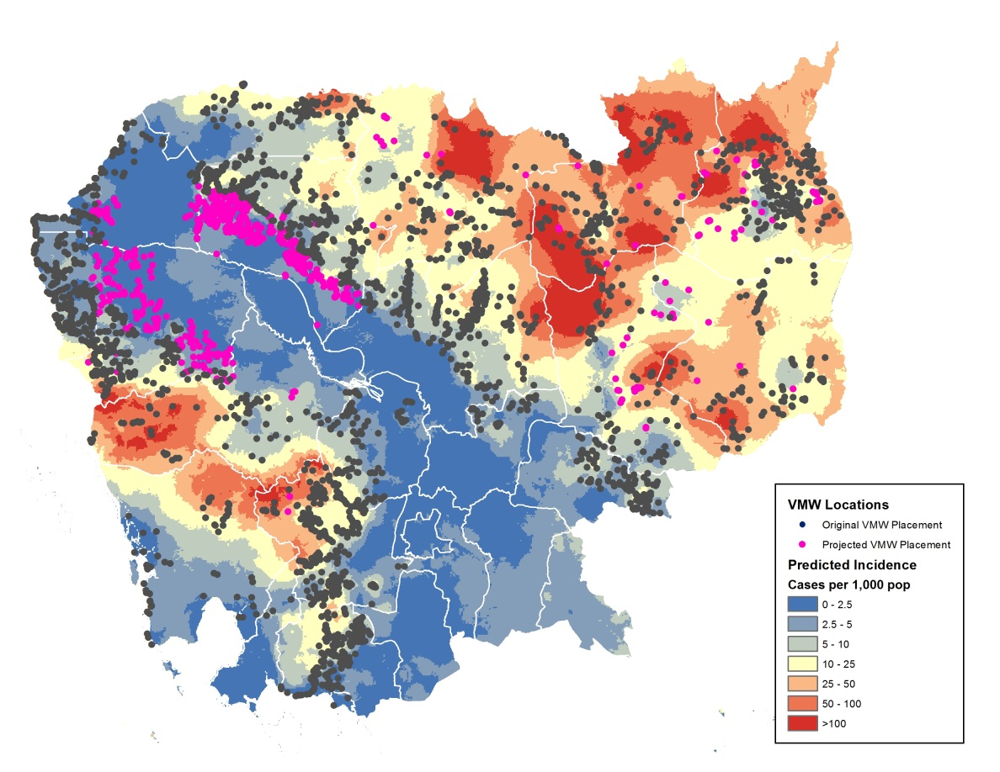 VMW Locations
Original VMW Placement
Projected VMW Placement
Predicted Incidence
Cases per 1,000 pop
0 - 2.5
2.5 - 5
5 - 10
10 - 25
25 - 50
50 - 100
>100